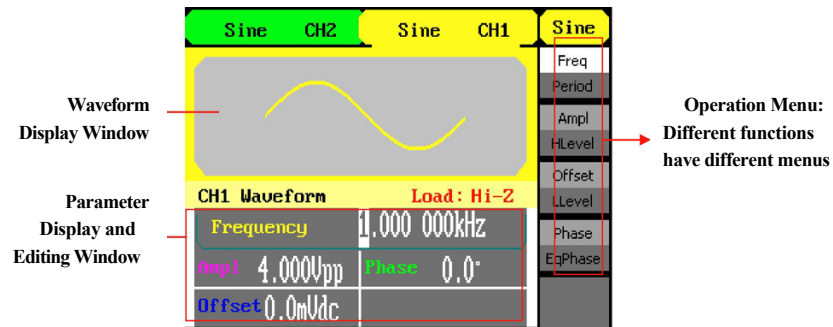 Sine CH2 Sine CH1 Sine
Freq
Period
Ampl
HLevel
Offset
LLevel
Phase
EqPhase
Waveform
Display Window
Operation Menu:
Different functions
have different menus
CH1 Waveform Load: Hi-Z
Parameter
Display and
Editing Window
Frequency 1.000 000kHz
Ampl 4.000Vpp Phase 0.0°
Offset 0.0mVdc